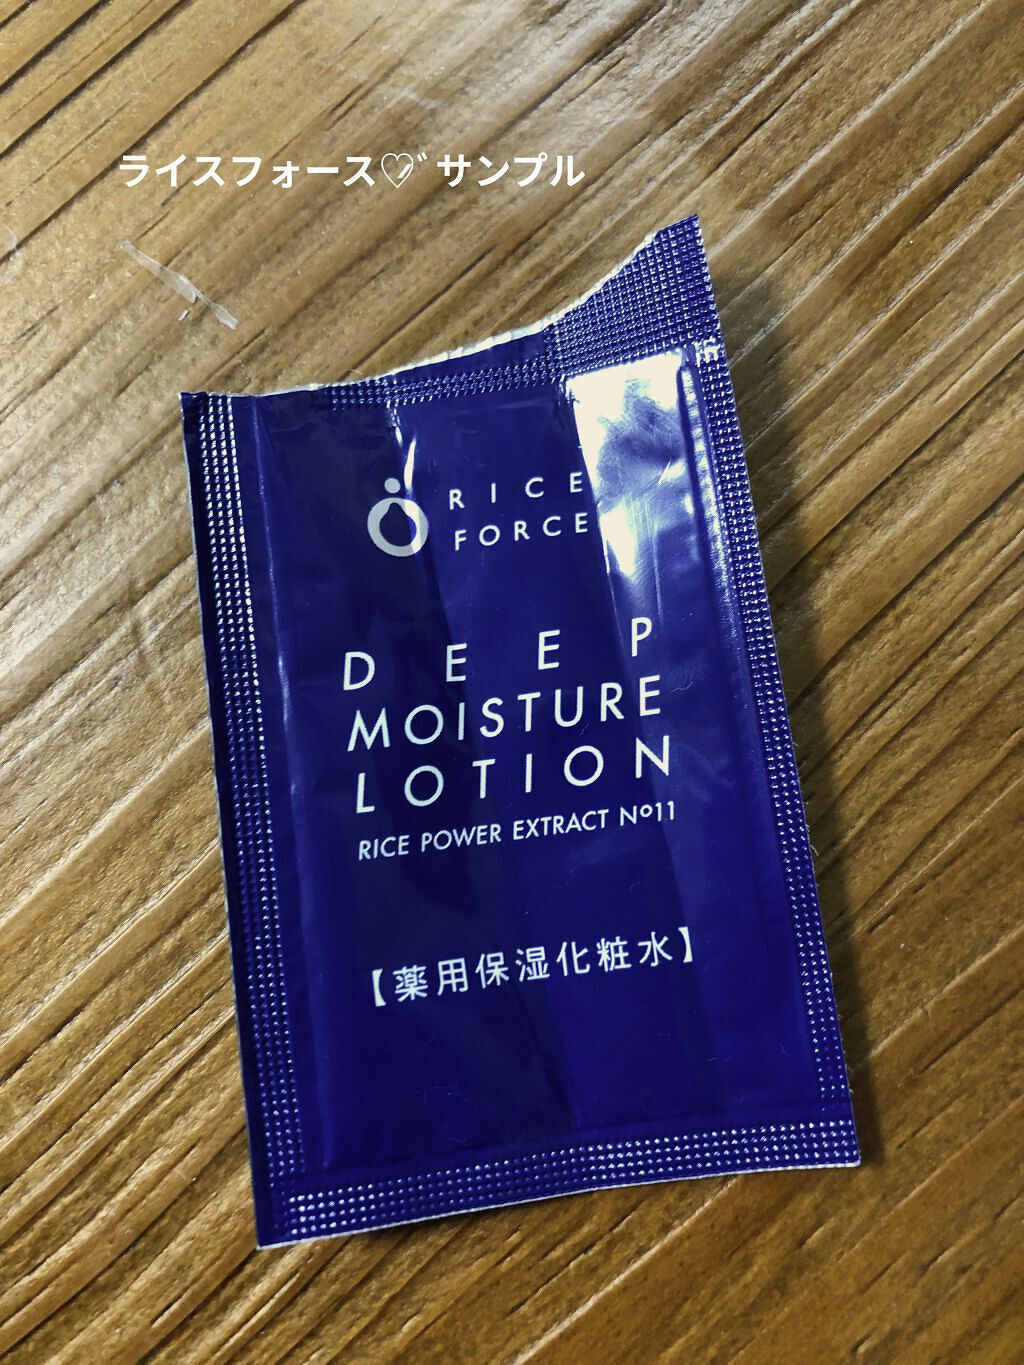 ライスフォース♡゛サンプル
RICE
FORCE
DEEP
MOISTURE
LOTION
RICE POWER EXTRACT Nº11
【薬用保湿化粧水】